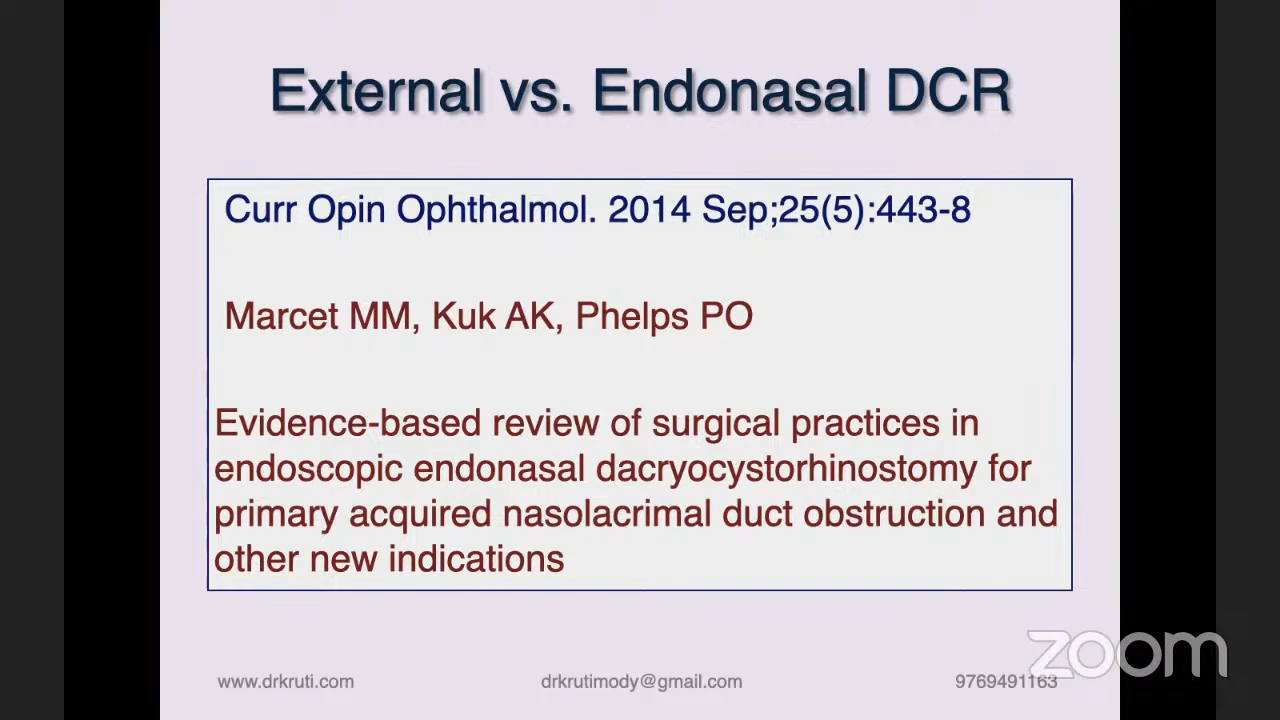 External vs. Endonasal DCR
Curr Opin Ophthalmol. 2014 Sep;25(5):443-8
Marcet MM, Kuk AK, Phelps PO
Evidence-based review of surgical practices in
endoscopic endonasal dacryocystorhinostomy for
primary acquired nasolacrimal duct obstruction and
other new indications
www.drkruti.com
drkrutimody@gmail.com
9769491163
zoom